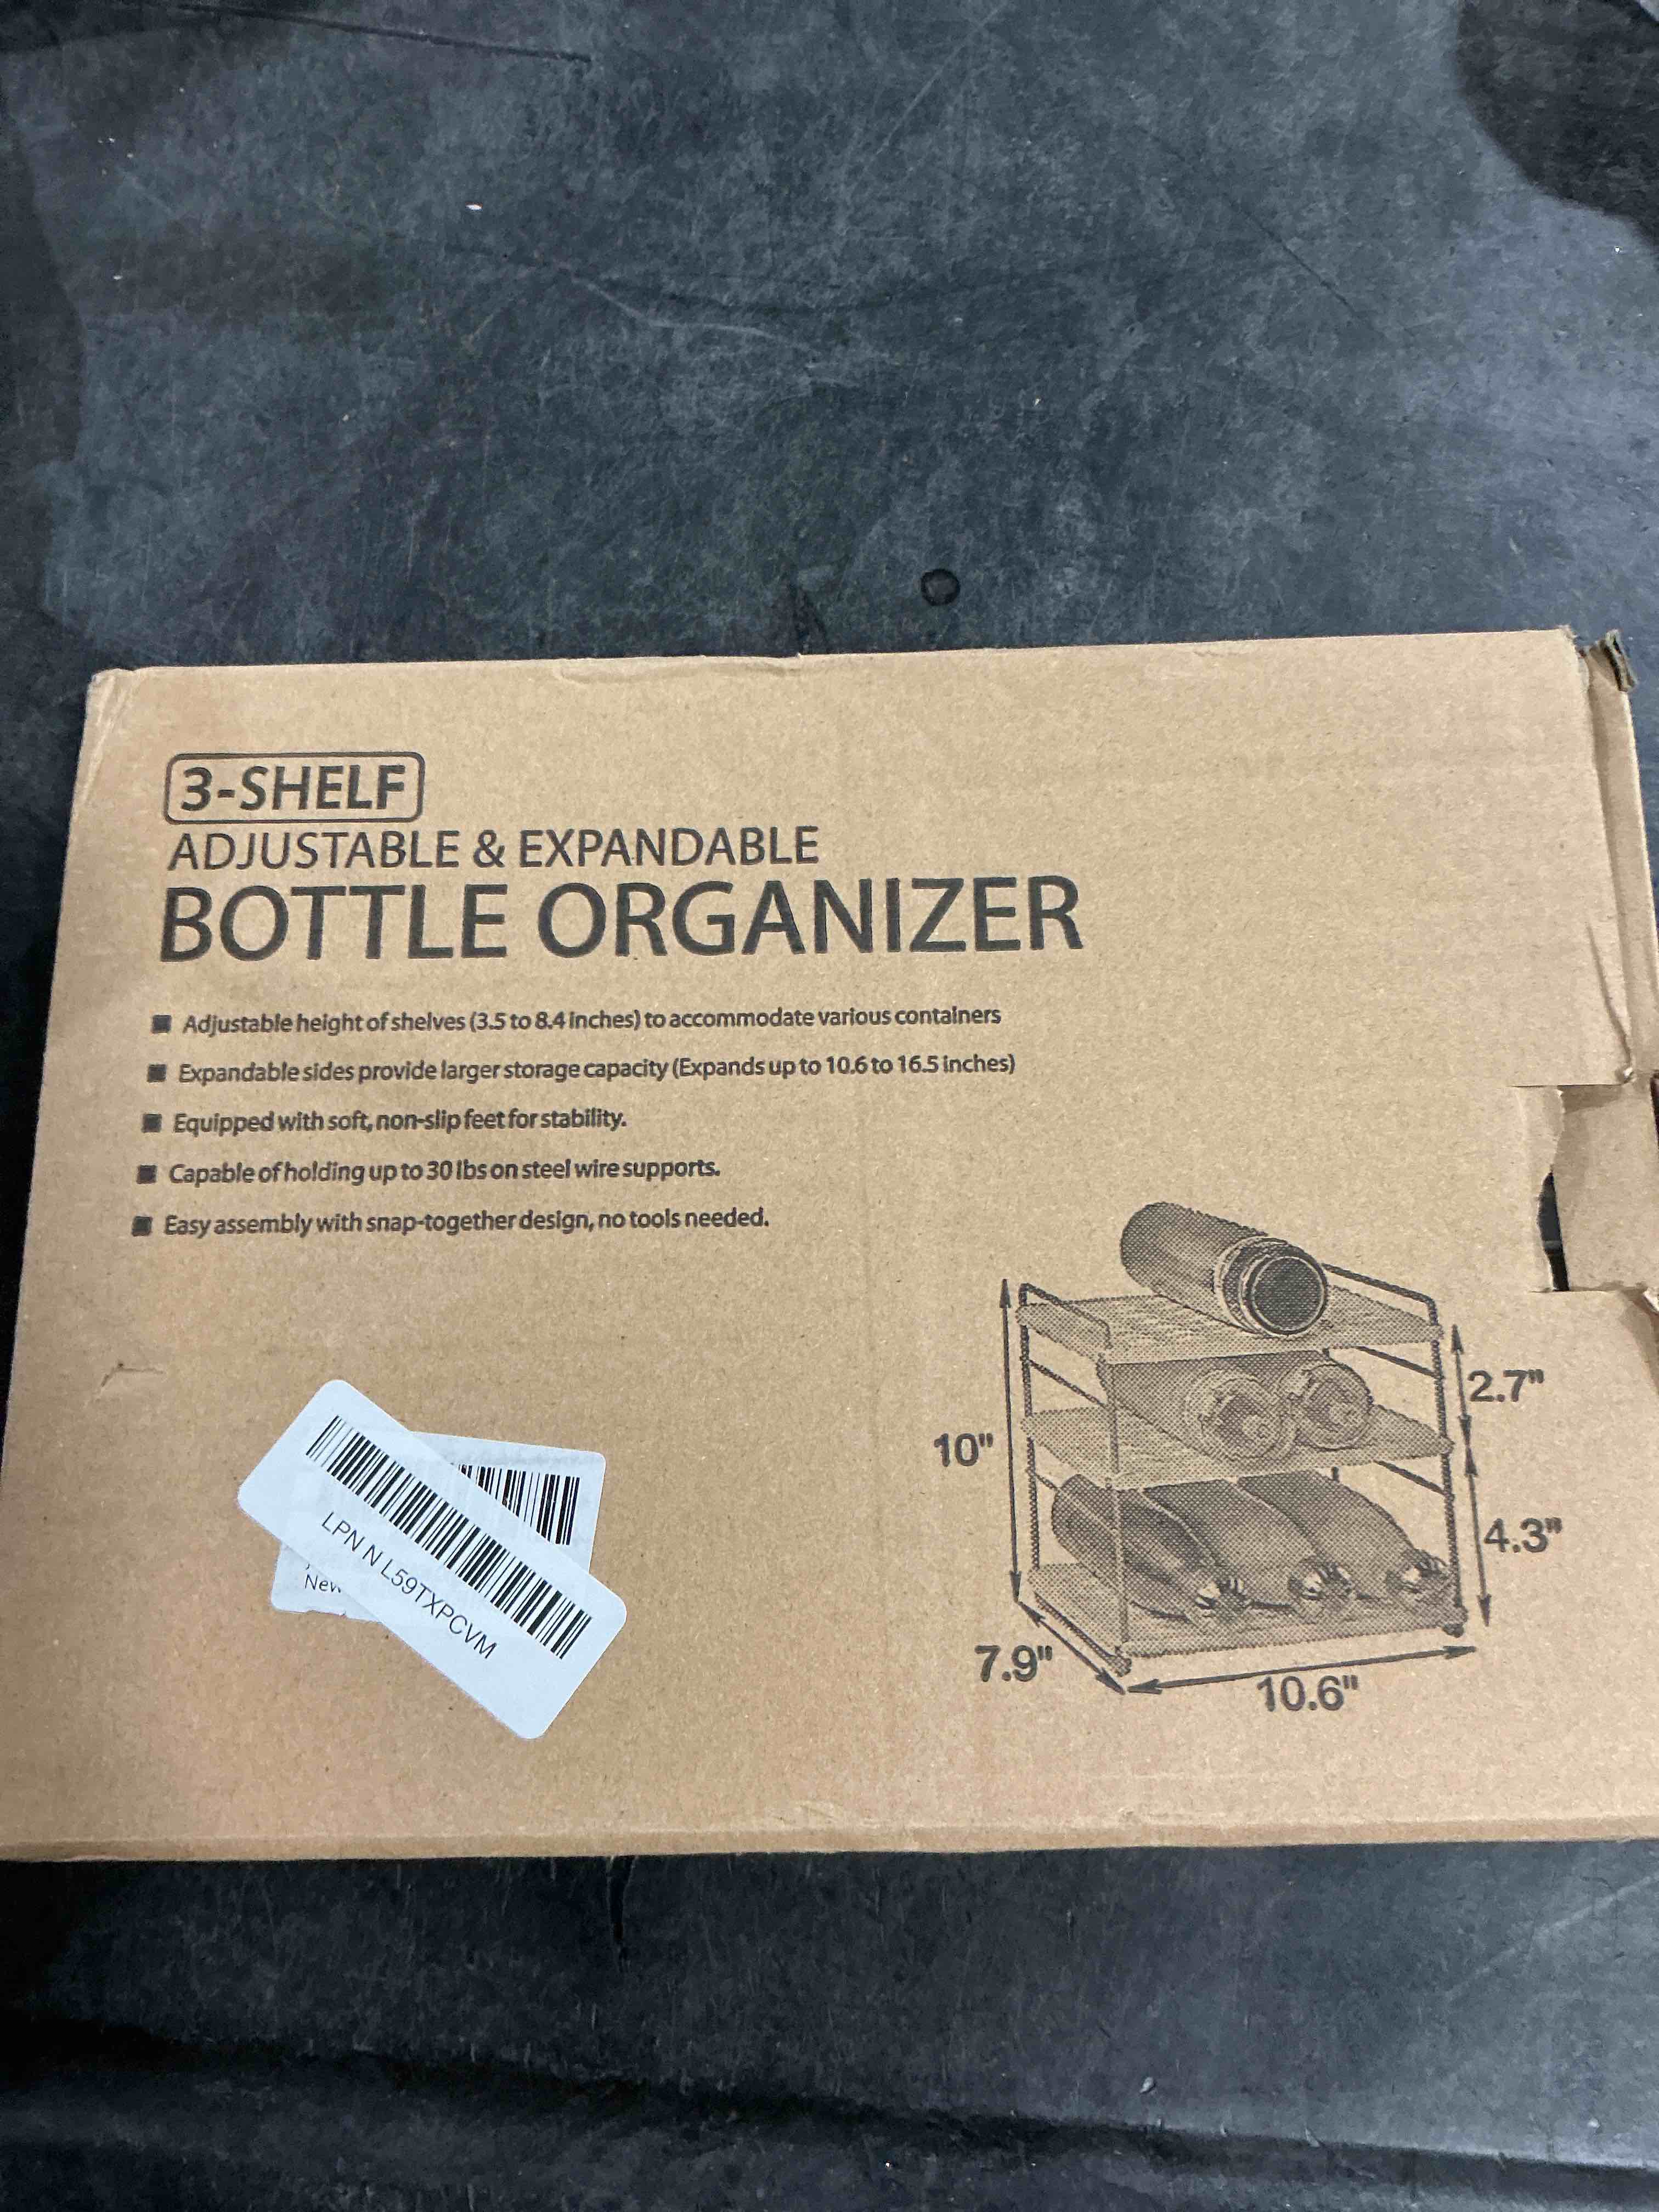 3-SHELF
ADJUSTABLE & EXPANDABLE
BOTTLE ORGANIZER
Adjustable height of shelves (3.5 to 8.4 inches) to accommodate various containers
Expandable sides provide larger storage capacity (Expands up to 10.6 to 16.5 inches)
Equipped with soft, non-slip feet for stability.
Capable of holding up to 30 lbs on steel wire supports.
Easy assembly with snap-together design, no tools needed.
2.7"
10"
4.3"
7.9"
10.6"
LPN N L59TXPCVM
New